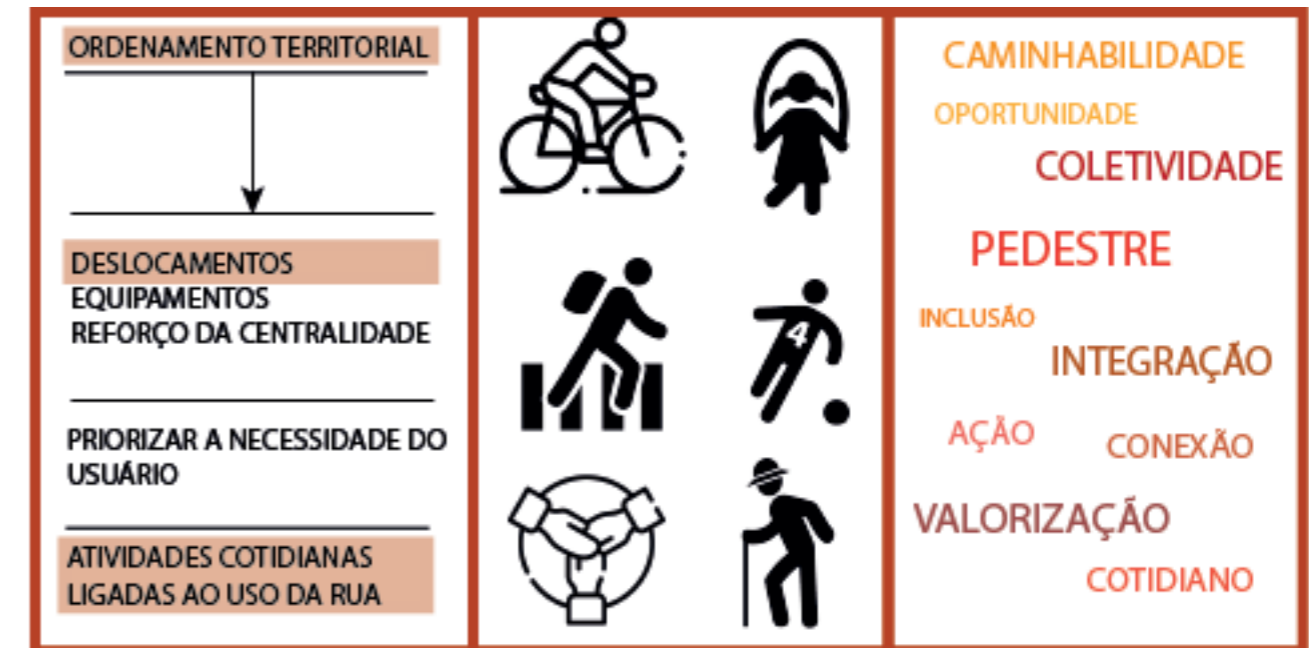 ORDENAMENTO TERRITORIAL
DESLOCAMENTOS
EQUIPAMENTOS
REFORÇO DA CENTRALIDADE
PRIORIZAR A NECESSIDADE DO
USUÁRIO
ATIVIDADES COTIDIANAS
LIGADAS AO USO DA RUA
4
CAMINHABILIDADE
OPORTUNIDADE
COLETIVIDADE
PEDESTRE
INCLUSÃO
INTEGRAÇÃO
AÇÃO
CONEXÃO
VALORIZAÇÃO
COTIDIANO